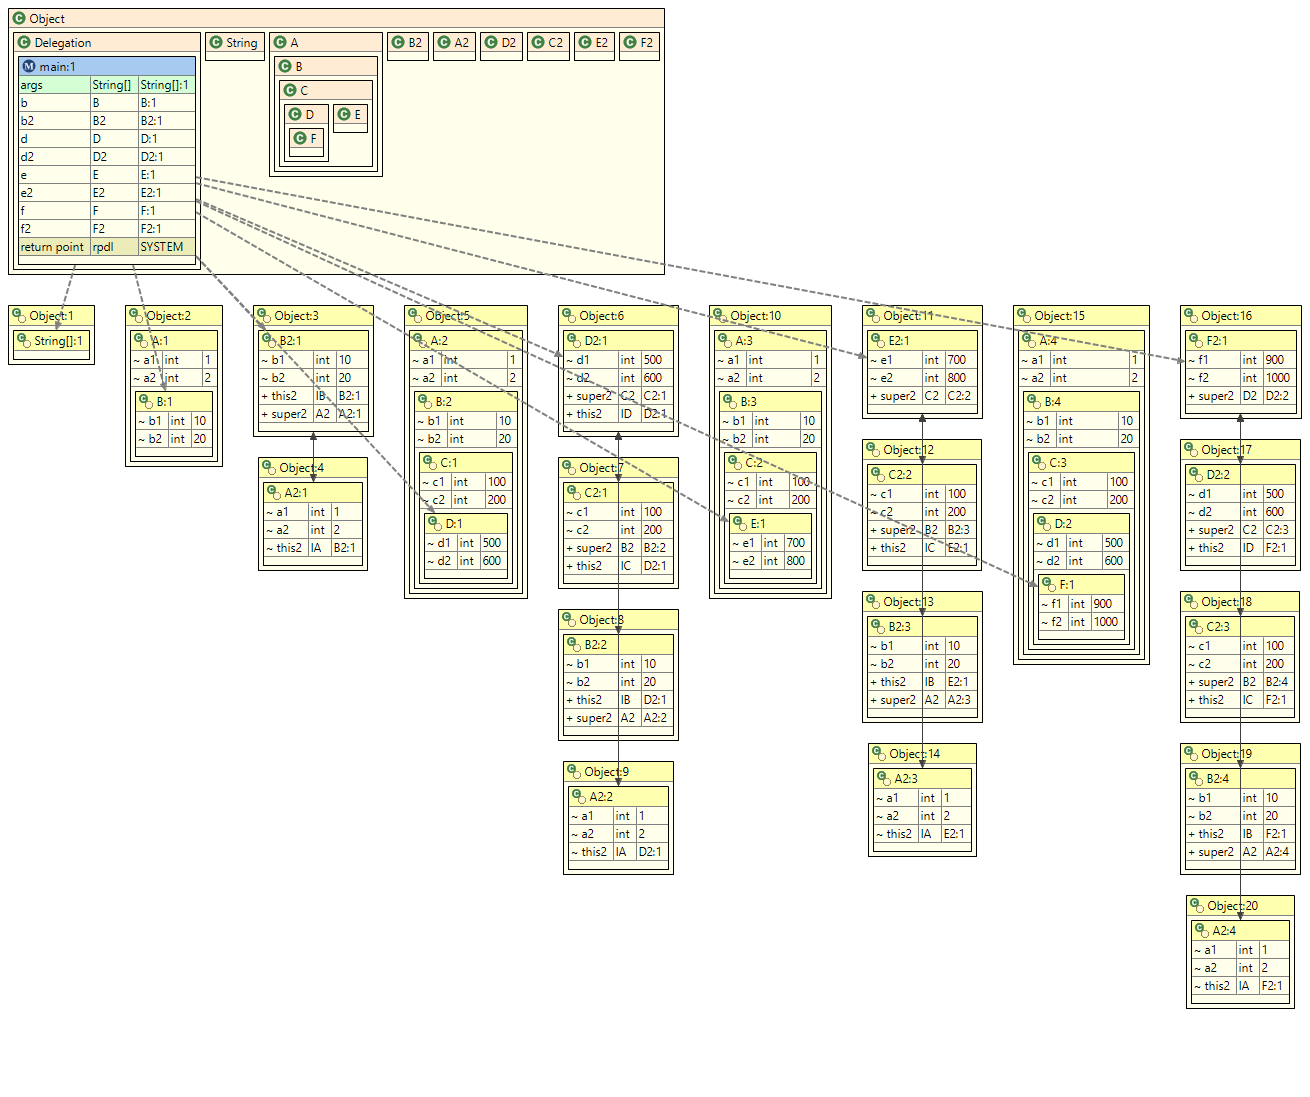 Object
Delegation
main:1
args String[] String[]:1
b B B:1
b2 B2 B2:1
d D D:1
d2 D2 D2:1
e E E:1
e2 E2 E2:1
f F F:1
f2 F2 F2:1
return point rpdl SYSTEM
String
A
B
C
D
E
F
B2
A2
D2
C2
E2
F2
Object:1
String[]:1
Object:2
A:1
~ a1 int 1
~ a2 int 2
B:1
~ b1 int 10
~ b2 int 20
Object:3
B2:1
~ b1 int 10
~ b2 int 20
+ this2 IB B2:1
+ super2 A2 A2:1
Object:4
A2:1
~ a1 int 1
~ a2 int 2
~ this2 IA B2:1
Object:5
A:2
~ a1 int 1
~ a2 int 2
B:2
~ b1 int 10
~ b2 int 20
C:1
~ c1 int 100
~ c2 int 200
D:1
~ d1 int 500
~ d2 int 600
Object:6
D2:1
~ d1 int 500
~ d2 int 600
+ super2 C2 C2:1
+ this2 ID D2:1
Object:7
C2:1
~ c1 int 100
~ c2 int 200
+ super2 B2 B2:2
+ this2 IC D2:1
Object:8
B2:2
~ b1 int 10
~ b2 int 20
+ this2 IB D2:1
+ super2 A2 A2:2
Object:9
A2:2
~ a1 int 1
~ a2 int 2
~ this2 IA D2:1
Object:10
A:3
~ a1 int 1
~ a2 int 2
B:3
~ b1 int 10
~ b2 int 20
C:2
~ c1 int 100
~ c2 int 200
E:1
~ e1 int 700
~ e2 int 800
Object:11
E2:1
~ e1 int 700
~ e2 int 800
+ super2 C2 C2:2
Object:12
C2:2
~ c1 int 100
~ c2 int 200
+ super2 B2 B2:3
+ this2 IC E2:1
Object:13
B2:3
~ b1 int 10
~ b2 int 20
+ this2 IB E2:1
+ super2 A2 A2:3
Object:14
A2:3
~ a1 int 1
~ a2 int 2
~ this2 IA E2:1
Object:15
A:4
~ a1 int 1
~ a2 int 2
B:4
~ b1 int 10
~ b2 int 20
C:3
~ c1 int 100
~ c2 int 200
D:2
~ d1 int 500
~ d2 int 600
F:1
~ f1 int 900
~ f2 int 1000
Object:16
F2:1
~ f1 int 900
~ f2 int 1000
+ super2 D2 D2:2
Object:17
D2:2
~ d1 int 500
~ d2 int 600
+ super2 C2 C2:3
+ this2 ID F2:1
Object:18
C2:3
~ c1 int 100
~ c2 int 200
+ super2 B2 B2:4
+ this2 IC F2:1
Object:19
B2:4
~ b1 int 10
~ b2 int 20
+ this2 IB F2:1
+ super2 A2 A2:4
Object:20
A2:4
~ a1 int 1
~ a2 int 2
~ this2 IA F2:1